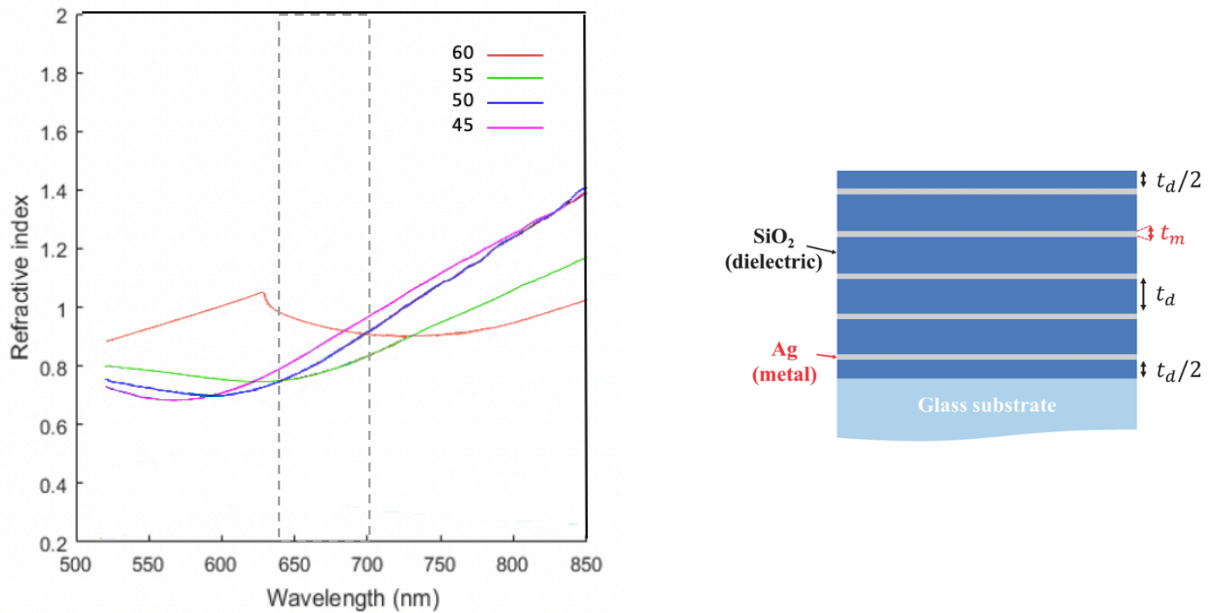 2
1.8
1.6
1.4
1.2
1
0.8
0.6
0.4
0.2
Refractive index
500 550 600 650 700 750 800 850
Wavelength (nm)
60
55
50
45
SiO₂
(dielectric)
Ag
(metal)
t_d/2
t_m
t_d
t_d/2
Glass substrate